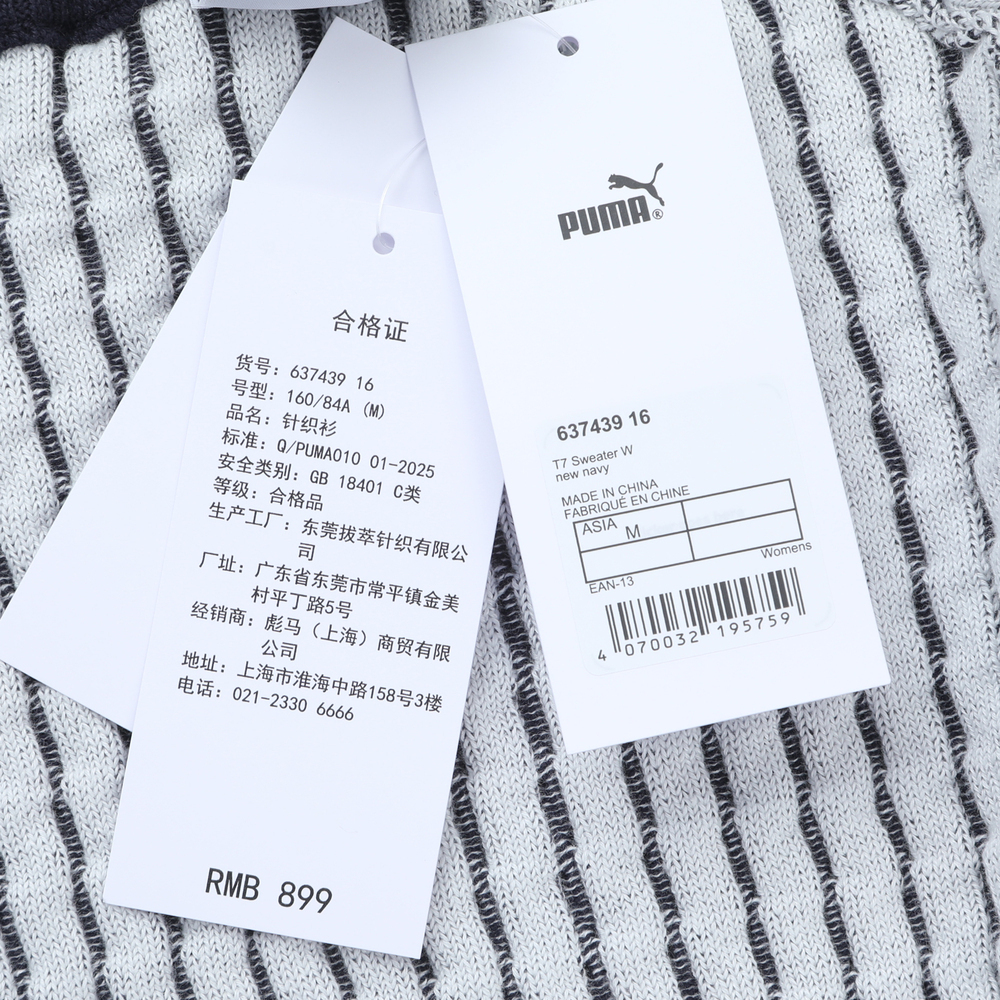 合格证
货号: 637439 16
号型: 160/84A (M)
品名: 针织衫
标准: Q/PUMA010 01-2025
安全类别: GB 18401 C类
等级: 合格品
生产工厂: 东莞拔萃针织有限公
司
厂址: 广东省东莞市常平镇金美
村平丁路5号
经销商: 彪马（上海）商贸有限
公司
地址: 上海市淮海中路158号3楼
电话: 021-2330 6666
RMB 899
PUMA®
637439 16
T7 Sweater W
new navy
MADE IN CHINA
FABRIQUÉ EN CHINE
ASIA M
Womens
EAN-13
4 070032 195759